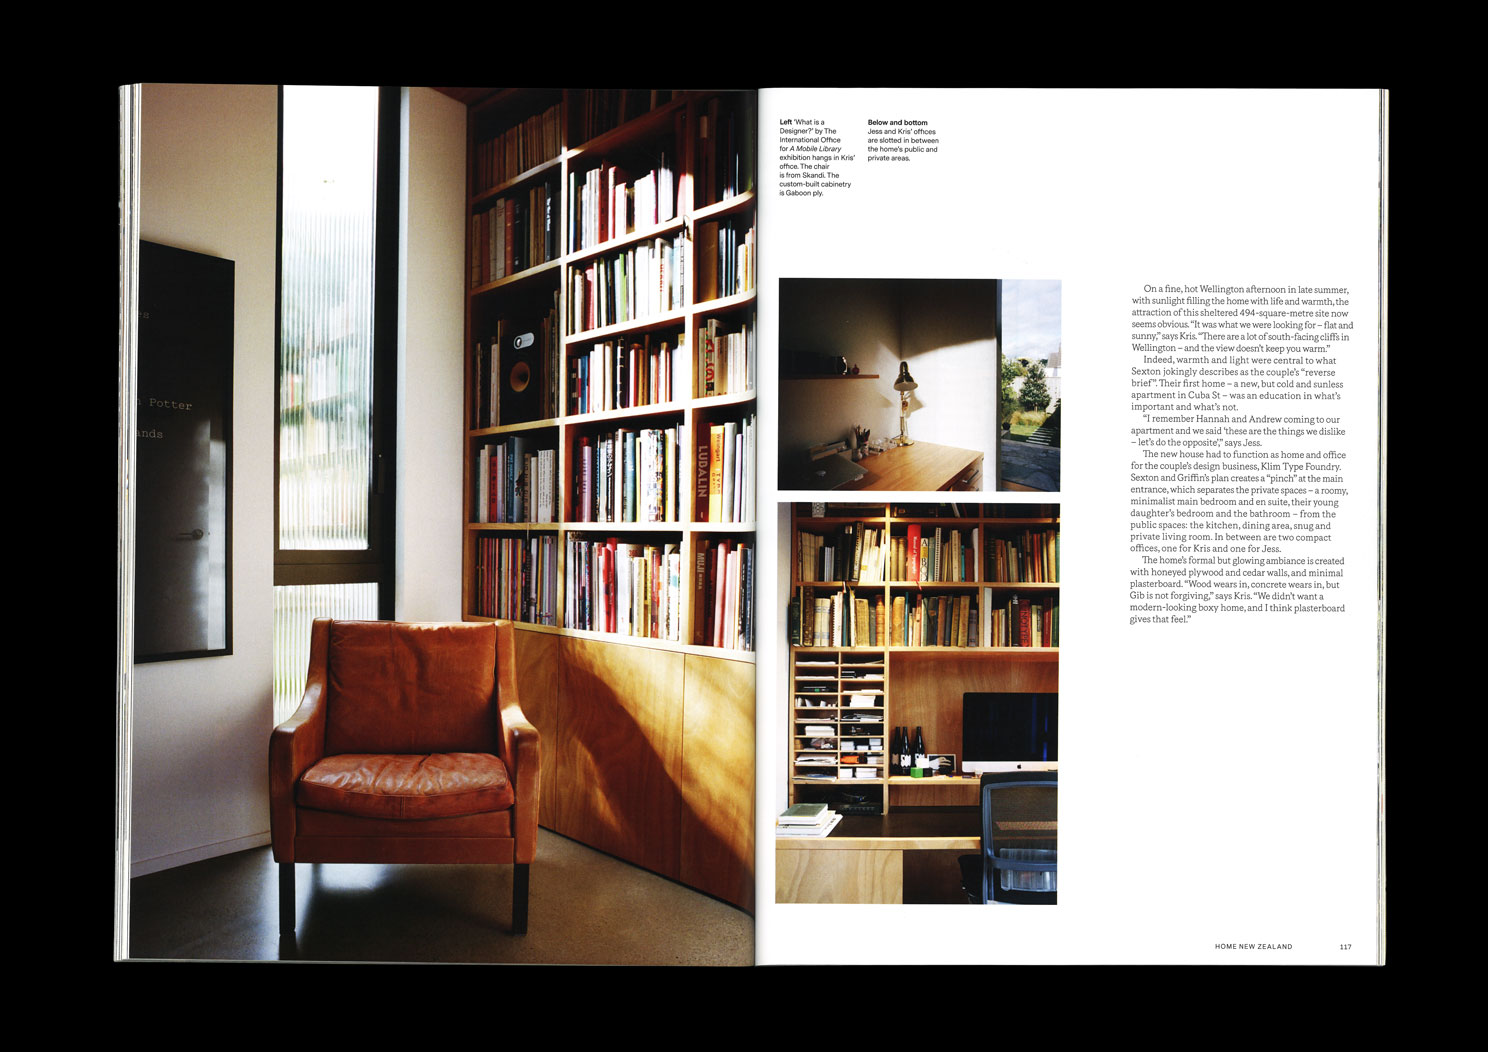 n Potter
ands
LUDALIN
MUJI
Left 'What is a
Designer?' by The
International Office
for A Mobile Library
exhibition hangs in Kris'
office. The chair
is from Skandi. The
custom-built cabinetry
is Gaboon ply.
Below and bottom
Jess and Kris' offices
are slotted in between
the home's public and
private areas.
On a fine, hot Wellington afternoon in late summer,
with sunlight filling the home with life and warmth, the
attraction of this sheltered 494-square-metre site now
seems obvious. “It was what we were looking for – flat and
sunny,” says Kris. “There are a lot of south-facing cliffs in
Wellington – and the view doesn’t keep you warm.”
Indeed, warmth and light were central to what
Sexton jokingly describes as the couple’s “reverse
brief”. Their first home – a new, but cold and sunless
apartment in Cuba St – was an education in what’s
important and what’s not.
“I remember Hannah and Andrew coming to our
apartment and we said ‘these are the things we dislike
– let’s do the opposite’,” says Jess.
The new house had to function as home and office
for the couple’s design business, Klim Type Foundry.
Sexton and Griffin’s plan creates a “pinch” at the main
entrance, which separates the private spaces – a roomy,
minimalist main bedroom and en suite, their young
daughter’s bedroom and the bathroom – from the
public spaces: the kitchen, dining area, snug and
private living room. In between are two compact
offices, one for Kris and one for Jess.
The home’s formal but glowing ambiance is created
with honeyed plywood and cedar walls, and minimal
plasterboard. “Wood wears in, concrete wears in, but
Gib is not forgiving,” says Kris. “We didn’t want a
modern-looking boxy home, and I think plasterboard
gives that feel.”
HOME NEW ZEALAND
117